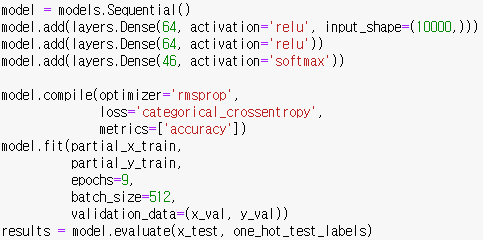 model = models.Sequential()
model.add(layers.Dense(64, activation='relu', input_shape=(10000,)))
model.add(layers.Dense(64, activation='relu'))
model.add(layers.Dense(46, activation='softmax'))

model.compile(optimizer='rmsprop',
              loss='categorical_crossentropy',
              metrics=['accuracy'])
model.fit(partial_x_train,
          partial_y_train,
          epochs=9,
          batch_size=512,
          validation_data=(x_val, y_val))
results = model.evaluate(x_test, one_hot_test_labels)